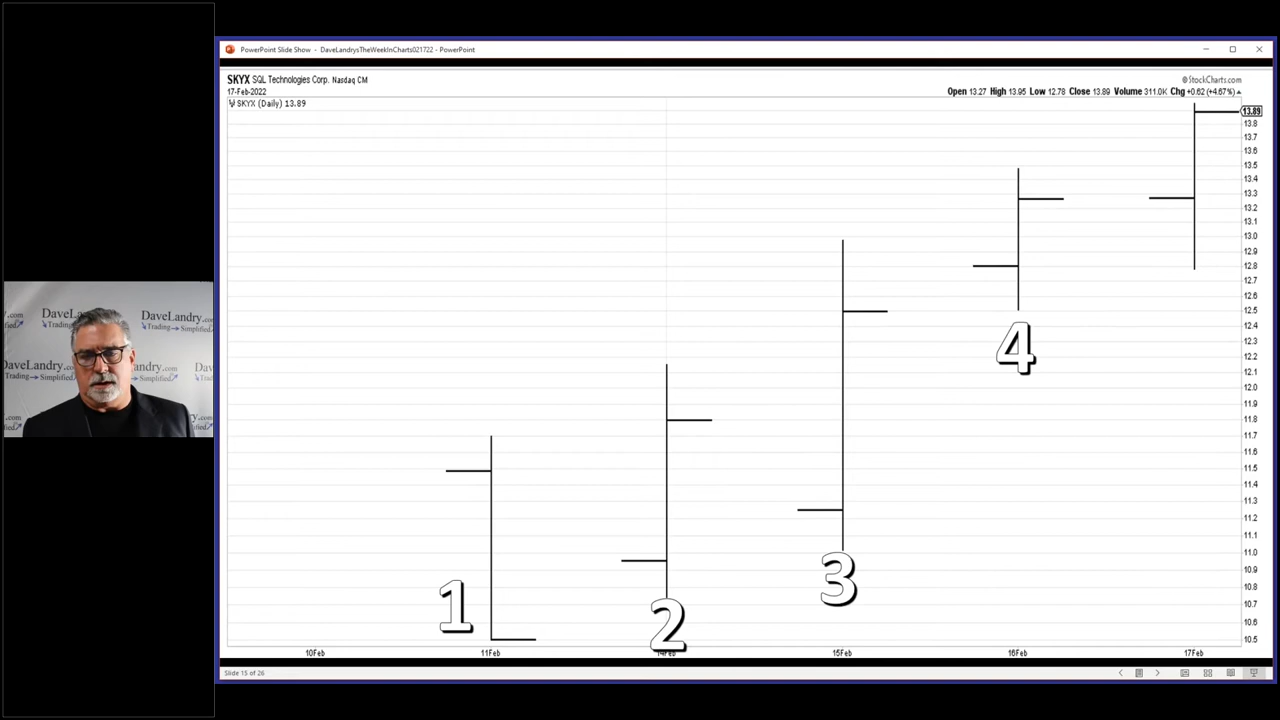 PowerPoint Slide Show - DaveLandrysTheWeekInCharts021722 - PowerPoint
SKYX SQL Technologies Corp. Nasdaq CM
© StockCharts.com
17-Feb-2022
Open 13.27 High 13.95 Low 12.78 Close 13.89 Volume 311.0K Chg +0.62 (+4.67%)
SKYX (Daily) 13.89
13.89
13.8
13.7
13.6
13.5
13.4
13.3
13.2
13.1
13.0
12.9
12.8
12.7
12.6
12.5
12.4
12.3
12.2
12.1
12.0
11.9
11.8
11.7
11.6
11.5
11.4
11.3
11.2
11.1
11.0
10.9
10.8
10.7
10.6
10.5
1
2
3
4
10Feb
11Feb
14Feb
15Feb
16Feb
17Feb
Slide 15 of 26
DaveLandry.com
Trading Simplified